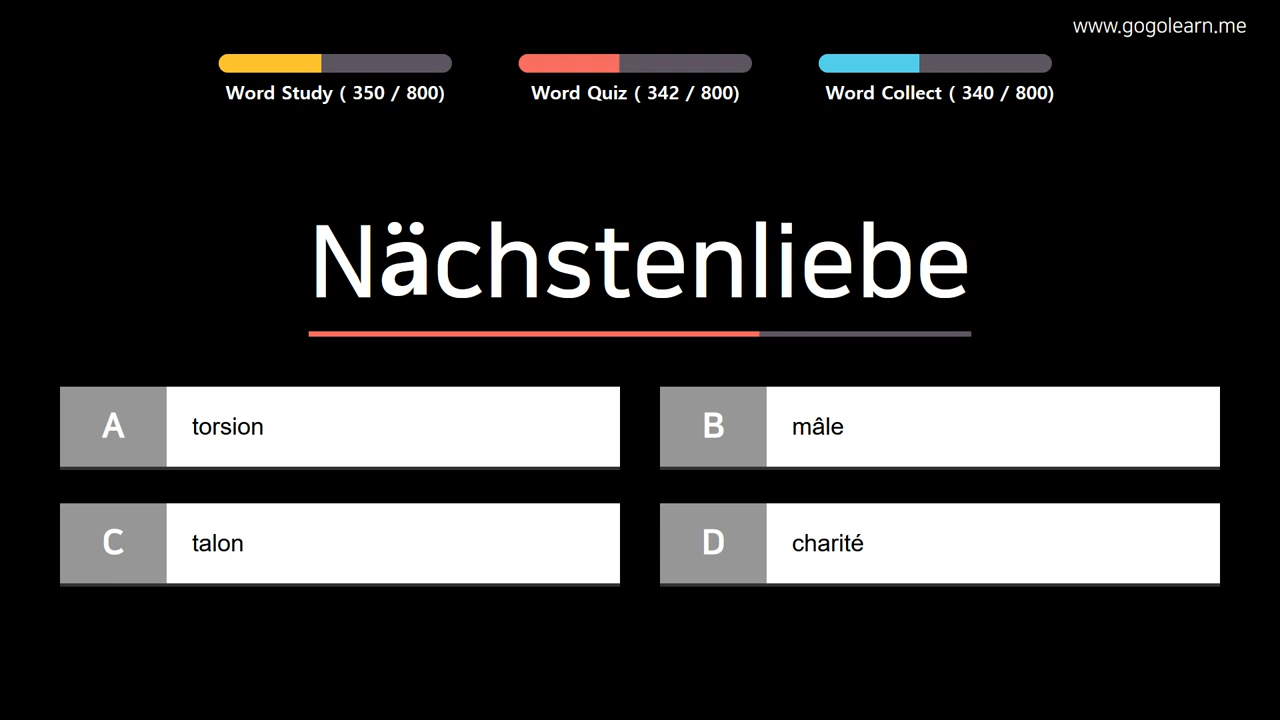 www.gogolearn.me
Word Study ( 350 / 800)
Word Quiz ( 342 / 800)
Word Collect ( 340 / 800)
Nächstenliebe
A torsion
B mâle
C talon
D charité